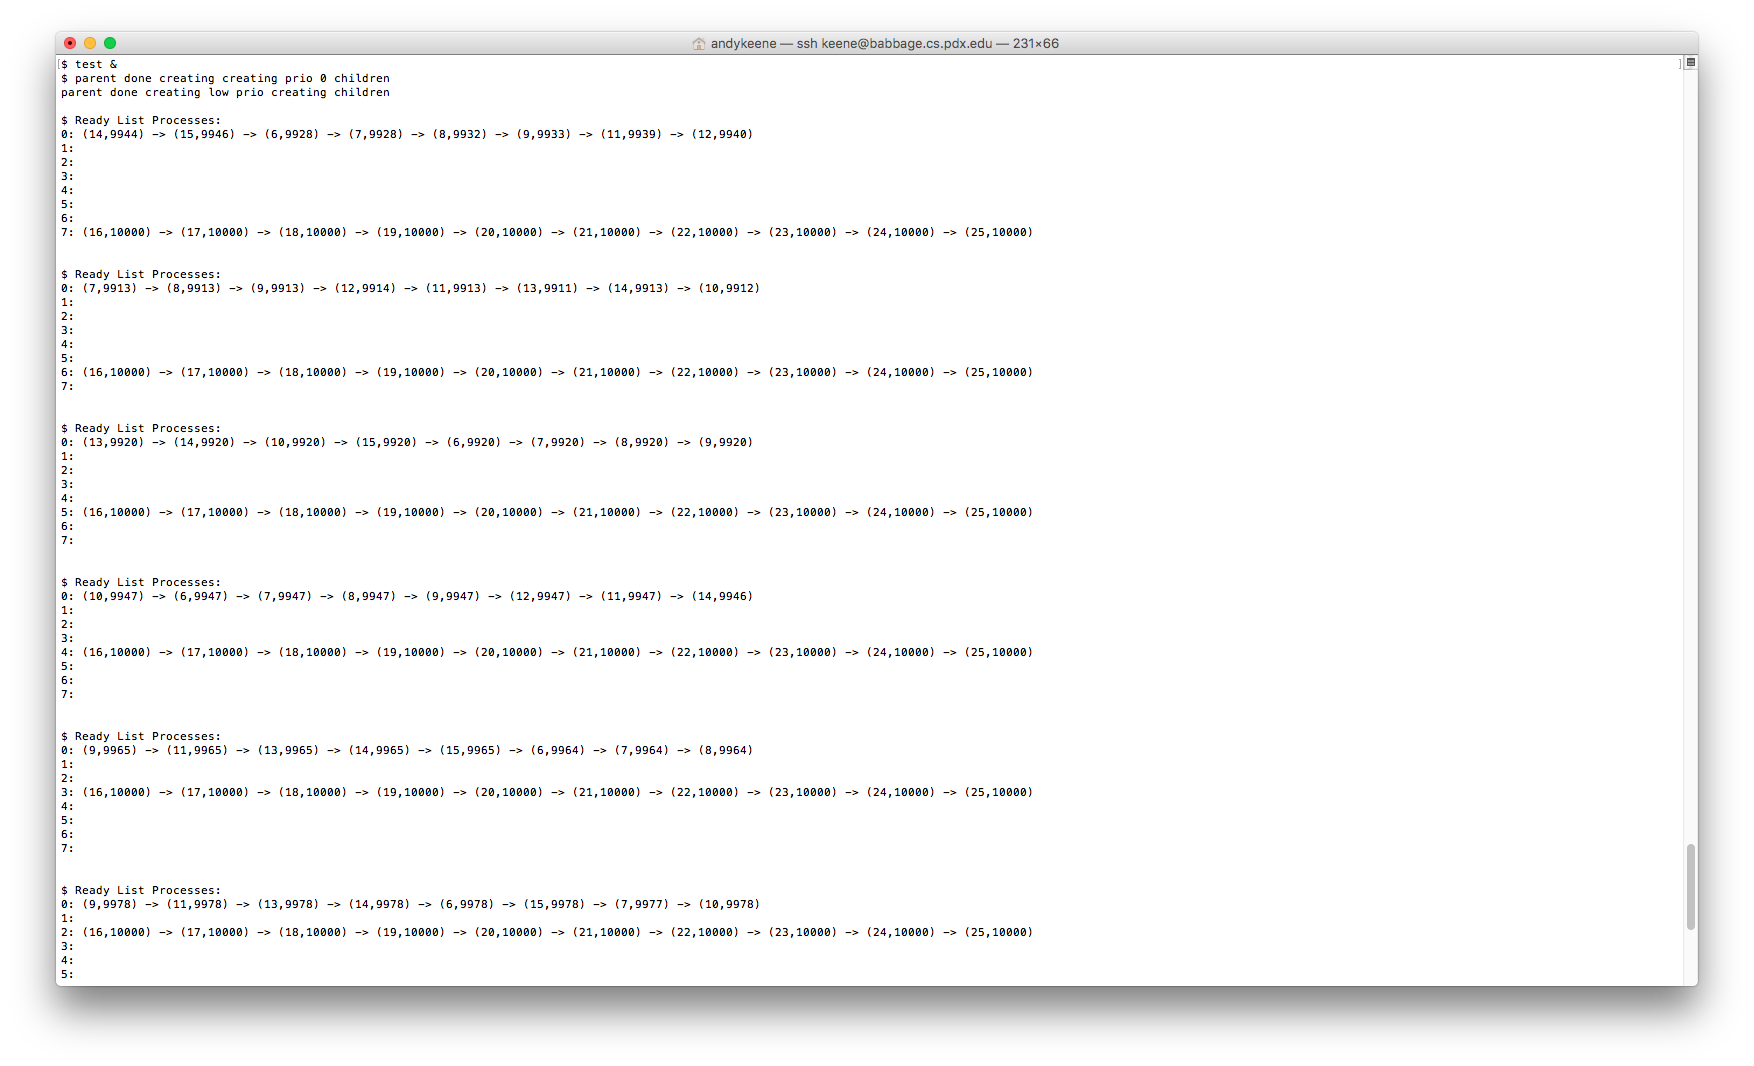 andykeene — ssh keene@babbage.cs.pdx.edu — 231×66
[$ test & ]
$ parent done creating creating prio 0 children
parent done creating low prio creating children
$ Ready List Processes:
0: (14,9944) -> (15,9946) -> (6,9928) -> (7,9928) -> (8,9932) -> (9,9933) -> (11,9939) -> (12,9940)
1:
2:
3:
4:
5:
6:
7: (16,10000) -> (17,10000) -> (18,10000) -> (19,10000) -> (20,10000) -> (21,10000) -> (22,10000) -> (23,10000) -> (24,10000) -> (25,10000)
$ Ready List Processes:
0: (7,9913) -> (8,9913) -> (9,9913) -> (12,9914) -> (11,9913) -> (13,9911) -> (14,9913) -> (10,9912)
1:
2:
3:
4:
5:
6: (16,10000) -> (17,10000) -> (18,10000) -> (19,10000) -> (20,10000) -> (21,10000) -> (22,10000) -> (23,10000) -> (24,10000) -> (25,10000)
7:
$ Ready List Processes:
0: (13,9920) -> (14,9920) -> (10,9920) -> (15,9920) -> (6,9920) -> (7,9920) -> (8,9920) -> (9,9920)
1:
2:
3:
4:
5: (16,10000) -> (17,10000) -> (18,10000) -> (19,10000) -> (20,10000) -> (21,10000) -> (22,10000) -> (23,10000) -> (24,10000) -> (25,10000)
6:
7:
$ Ready List Processes:
0: (10,9947) -> (6,9947) -> (7,9947) -> (8,9947) -> (9,9947) -> (12,9947) -> (11,9947) -> (14,9946)
1:
2:
3:
4: (16,10000) -> (17,10000) -> (18,10000) -> (19,10000) -> (20,10000) -> (21,10000) -> (22,10000) -> (23,10000) -> (24,10000) -> (25,10000)
5:
6:
7:
$ Ready List Processes:
0: (9,9965) -> (11,9965) -> (13,9965) -> (14,9965) -> (15,9965) -> (6,9964) -> (7,9964) -> (8,9964)
1:
2:
3: (16,10000) -> (17,10000) -> (18,10000) -> (19,10000) -> (20,10000) -> (21,10000) -> (22,10000) -> (23,10000) -> (24,10000) -> (25,10000)
4:
5:
6:
7:
$ Ready List Processes:
0: (9,9978) -> (11,9978) -> (13,9978) -> (14,9978) -> (6,9978) -> (15,9978) -> (7,9977) -> (10,9978)
1:
2: (16,10000) -> (17,10000) -> (18,10000) -> (19,10000) -> (20,10000) -> (21,10000) -> (22,10000) -> (23,10000) -> (24,10000) -> (25,10000)
3:
4:
5: